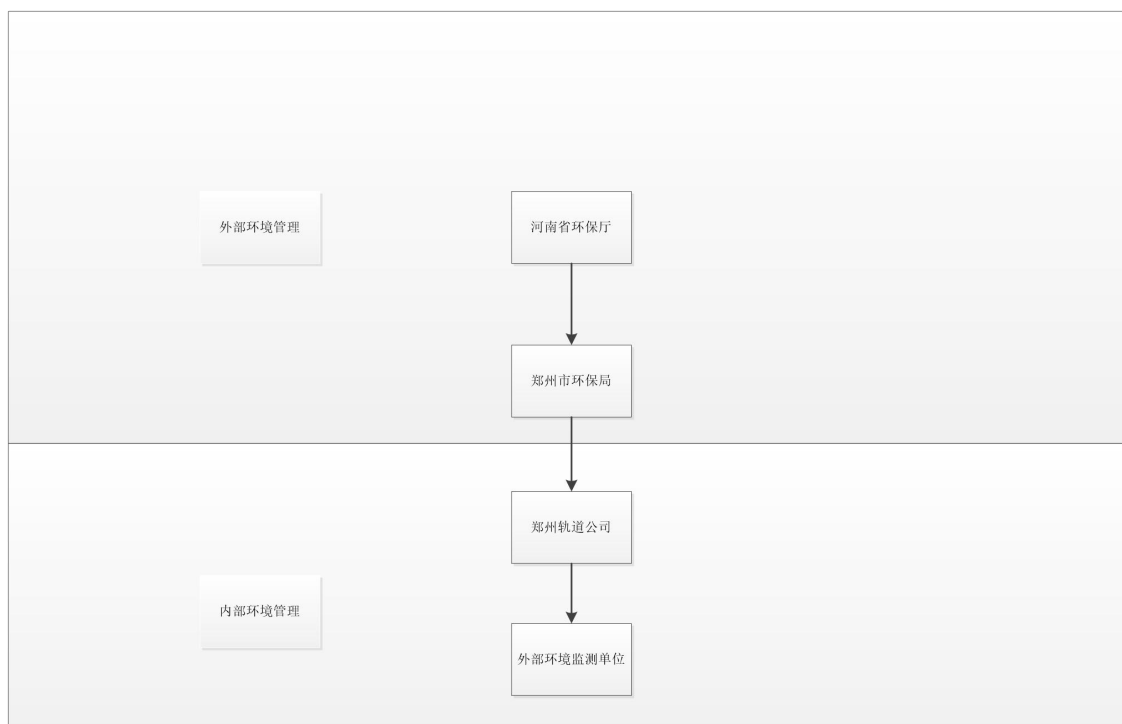 外部环境管理
河南省环保厅
郑州市环保局
郑州轨道公司
内部环境管理
外部环境监测单位